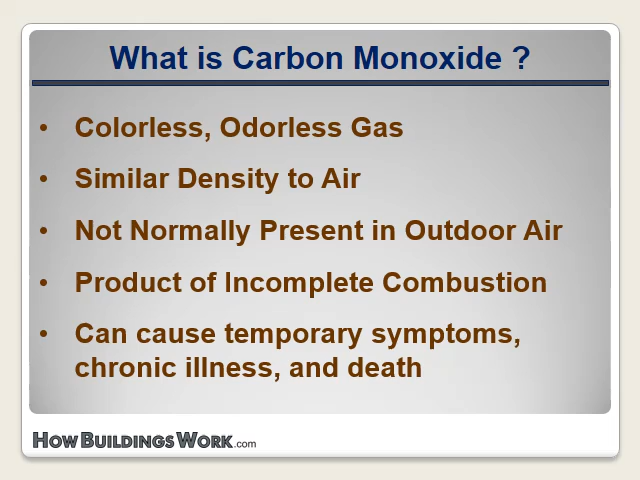 What is Carbon Monoxide ?
• Colorless, Odorless Gas
• Similar Density to Air
• Not Normally Present in Outdoor Air
• Product of Incomplete Combustion
• Can cause temporary symptoms,
chronic illness, and death
HOWBUILDINGSWORK.com